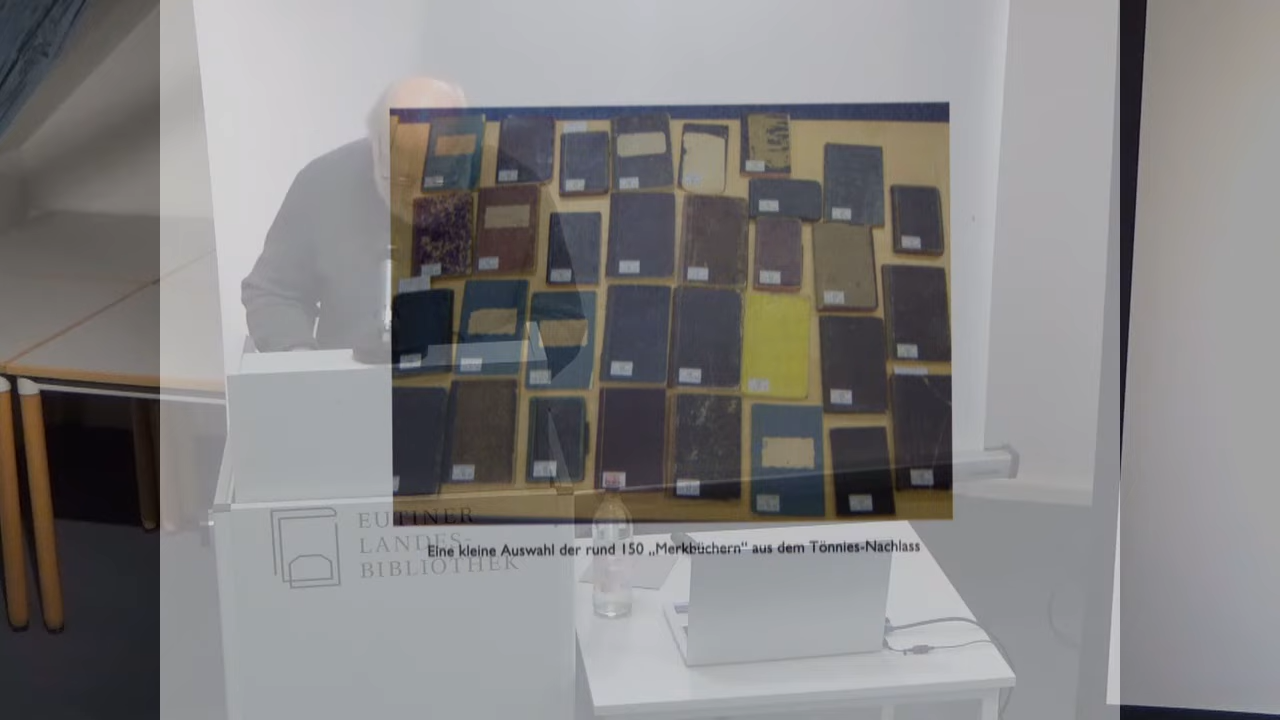 EUTINER
LANDES-
BIBLIOTHEK
Eine kleine Auswahl der rund 150 „Merkbüchern“ aus dem Tönnies-Nachlass